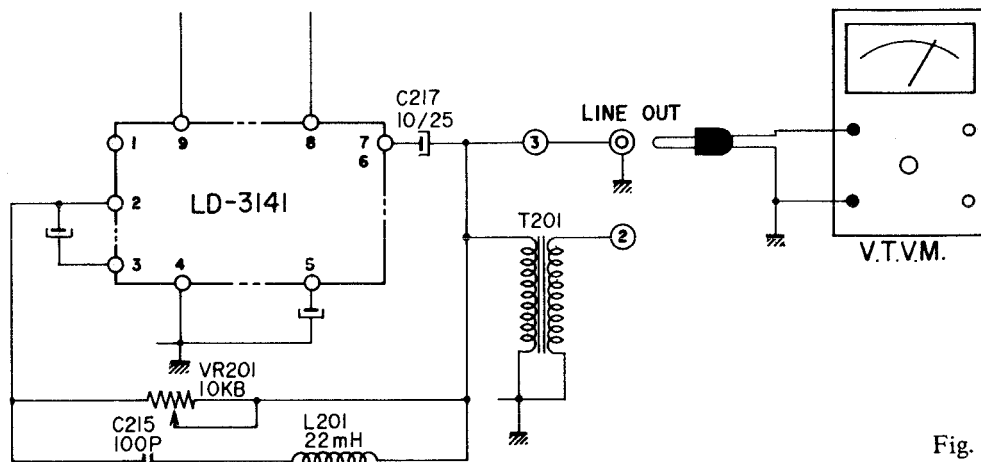 C217
10/25
LINE OUT
1
9
8
7
6
3
LD-3141
2
T201
2
V.T.V.M.
3
4
5
VR201
10KB
C215
100P
L201
22mH
Fig.